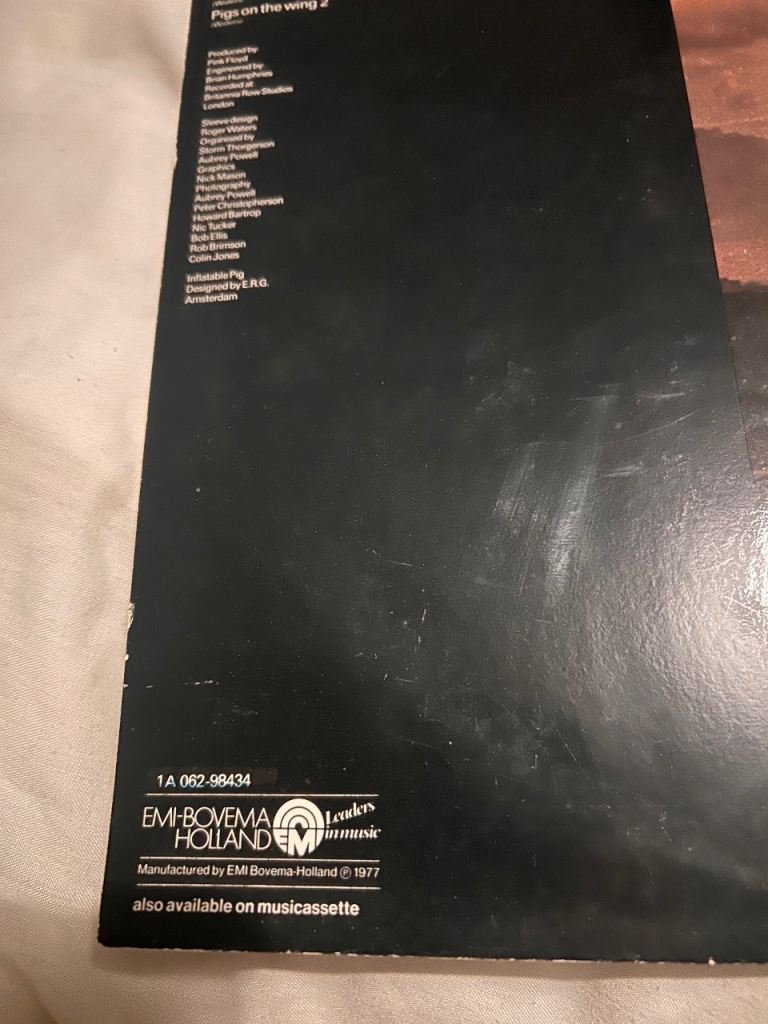 (Waters)
Pigs on the wing 2
(Waters)
Produced by
Pink Floyd
Engineered by
Brian Humphries
Recorded at
Britannia Row Studios
London
Sleeve design
Roger Waters
Organised by
Storm Thorgerson
Aubrey Powell
Graphics
Nick Mason
Photography
Aubrey Powell
Peter Christopherson
Howard Bartrop
Nic Tucker
Bob Ellis
Rob Brimson
Colin Jones
Inflatable Pig
Designed by E.R.G.
Amsterdam
1A 062-98434
EMI-BOVEMA
HOLLAND
EMI
Leaders
in music
Manufactured by EMI Bovema-Holland ℗ 1977
also available on musicassette